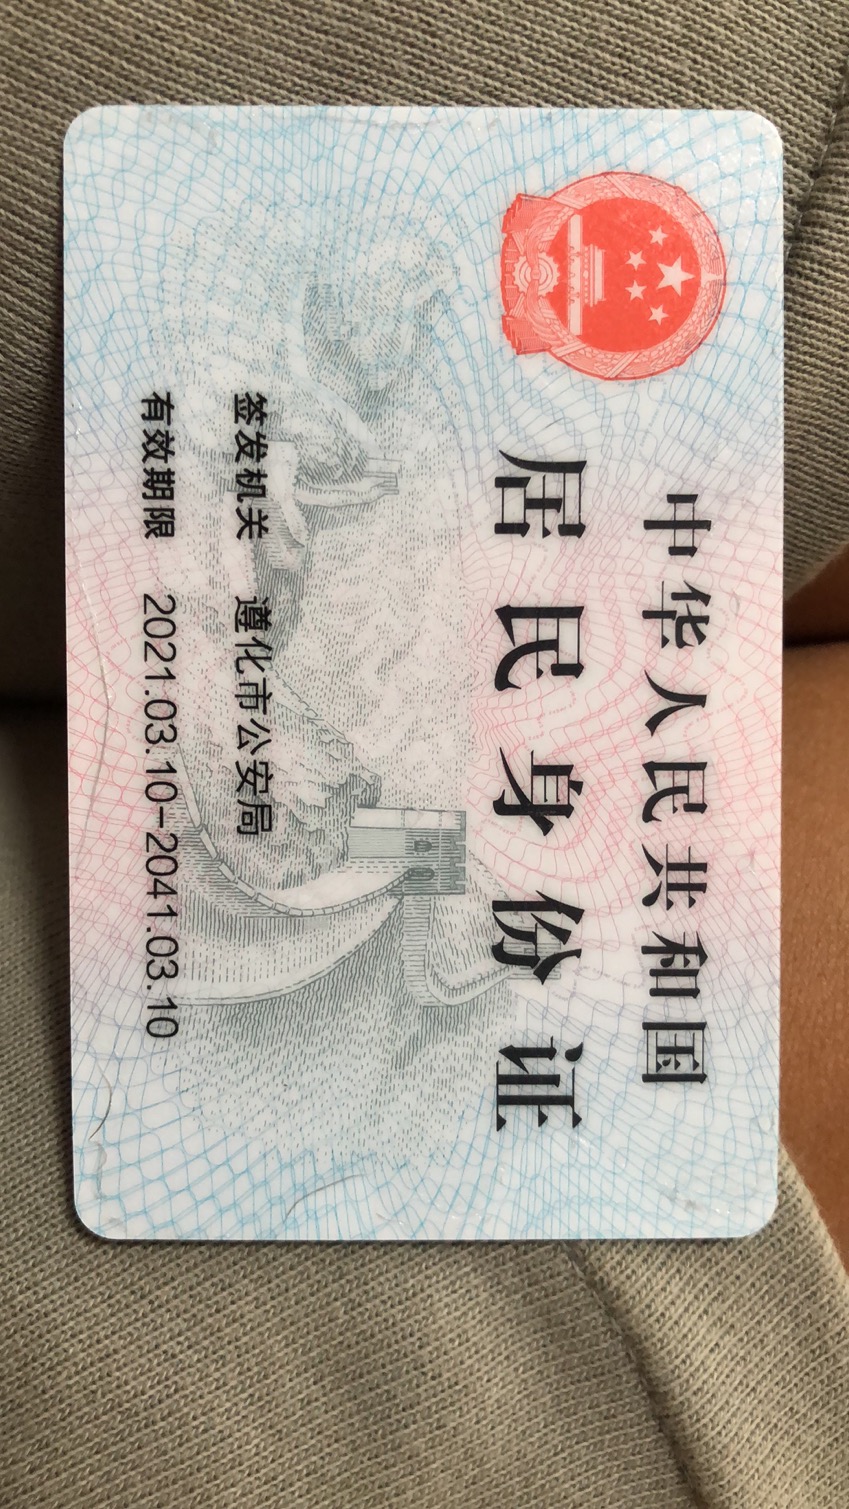 中华人民共和国
居民身份证
签发机关 遵化市公安局
有效期限 2021.03.10-2041.03.10